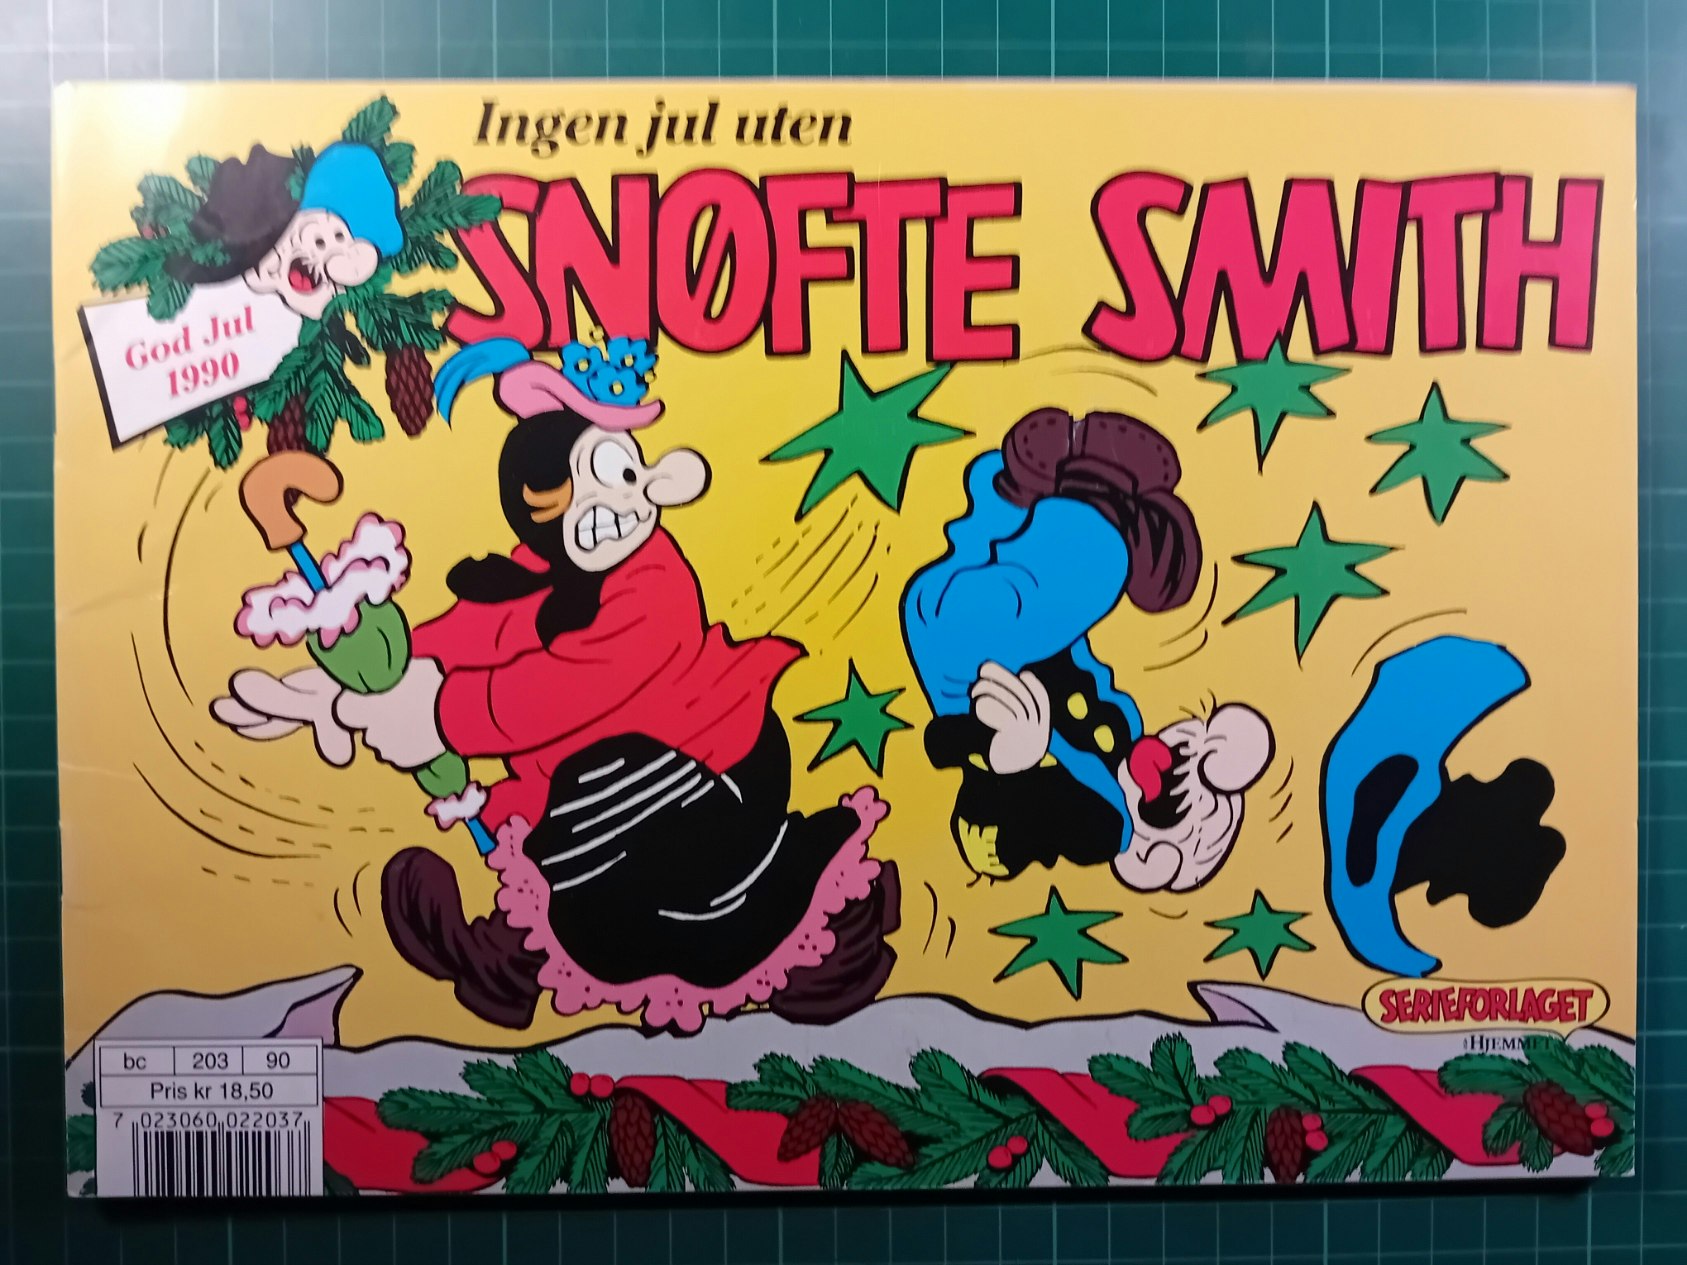 Ingen jul uten
SNØFTE SMITH
God Jul
1990
SERIEFORLAGET
HJEMMET
bc 203 90
Pris kr 18,50
7 023060 022037